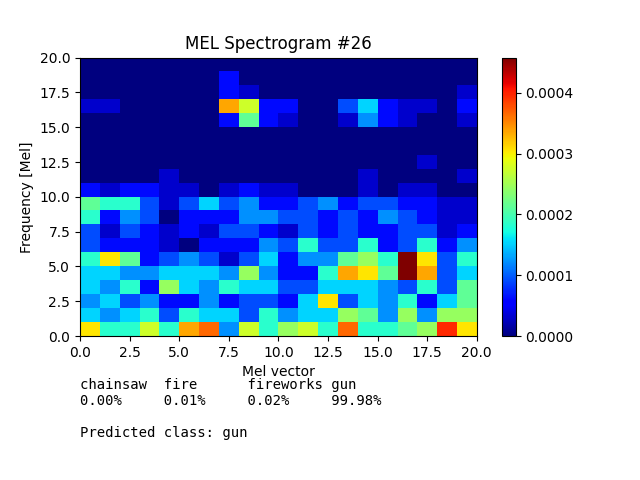 MEL Spectrogram #26
Frequency [Mel]
20.0
17.5
15.0
12.5
10.0
7.5
5.0
2.5
0.0
0.0 2.5 5.0 7.5 10.0 12.5 15.0 17.5 20.0
Mel vector
0.0004
0.0003
0.0002
0.0001
0.0000
chainsaw fire fireworks gun
0.00% 0.01% 0.02% 99.98%
Predicted class: gun